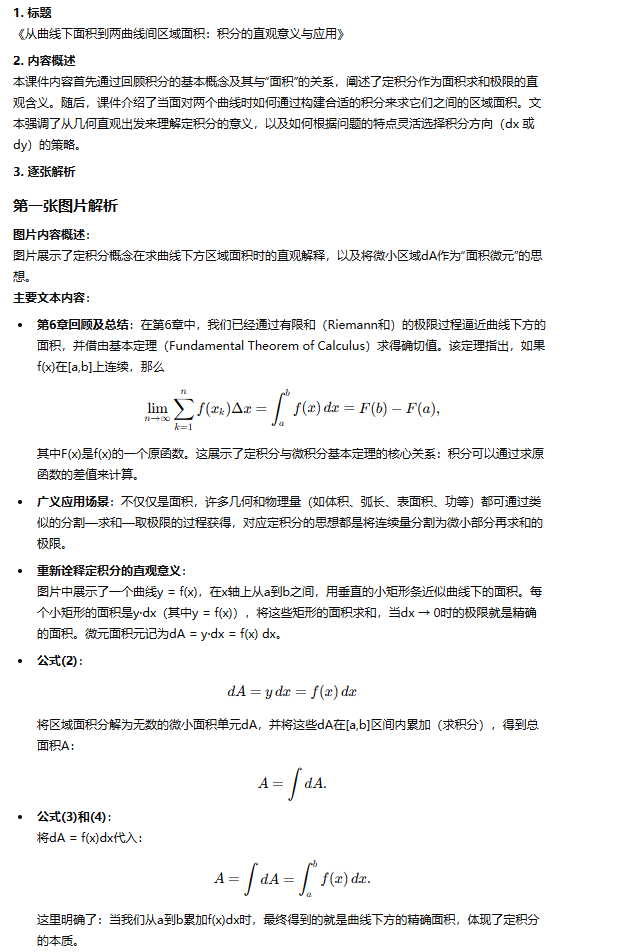 1. 标题
《从曲线下面积到两曲线间区域面积：积分的直观意义与应用》
2. 内容概述
本课件内容首先通过回顾积分的基本概念及其与“面积”的关系，阐述了定积分作为面积求和极限的直
观含义。随后，课件介绍了当面对两个曲线时如何通过构建合适的积分来求它们之间的区域面积。文
本强调了从几何直观出发来理解定积分的意义，以及如何根据问题的特点灵活选择积分方向（dx 或
dy）的策略。
3. 逐张解析
第一张图片解析
图片内容概述：
图片展示了定积分概念在求曲线下方区域面积时的直观解释，以及将微小区域dA作为“面积微元”的思
想。
主要文本内容：
• 第6章回顾及总结：在第6章中，我们已经通过有限和（Riemann和）的极限过程逼近曲线下方的
面积，并借由基本定理（Fundamental Theorem of Calculus）求得确切值。该定理指出，如果
f(x)在[a,b]上连续，那么
lim_{n→∞} ∑_{k=1}^{n} f(x_k)Δx = ∫_a^b f(x) dx = F(b) − F(a),
其中F(x)是f(x)的一个原函数。这展示了定积分与微积分基本定理的核心关系：积分可以通过求原
函数的差值来计算。
• 广义应用场景：不仅仅是面积，许多几何和物理量（如体积、弧长、表面积、功等）都可通过类
似的分割—求和—取极限的过程获得，对应定积分的思想都是将连续量分割为微小部分再求和的
极限。
• 重新诠释定积分的直观意义：
图片中展示了一个曲线y = f(x)，在x轴上从a到b之间，用垂直的小矩形条近似曲线下的面积。每
个小矩形的面积是y·dx（其中y = f(x)），将这些矩形的面积求和，当dx → 0时的极限就是精确
的面积。微元面积元记为dA = y·dx = f(x) dx。
• 公式(2)：
dA = y dx = f(x) dx
将区域面积分解为无数的微小面积单元dA，并将这些dA在[a,b]区间内累加（求积分），得到总
面积A：
A = ∫ dA.
• 公式(3)和(4)：
将dA = f(x)dx代入：
A = ∫ dA = ∫_a^b f(x) dx.
这里明确了：当我们从a到b累加f(x)dx时，最终得到的就是曲线下方的精确面积，体现了定积分
的本质。